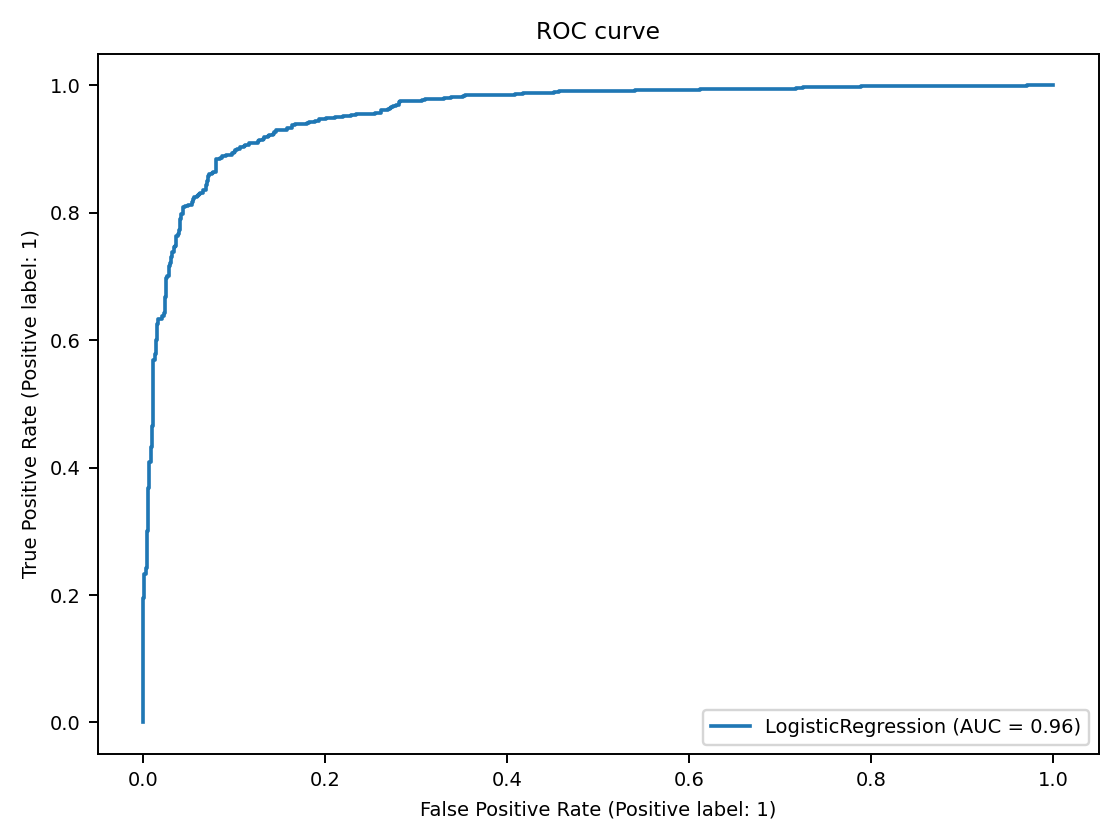 ROC curve
1.0
0.8
0.6
0.4
0.2
0.0
True Positive Rate (Positive label: 1)
LogisticRegression (AUC = 0.96)
0.0 0.2 0.4 0.6 0.8 1.0
False Positive Rate (Positive label: 1)